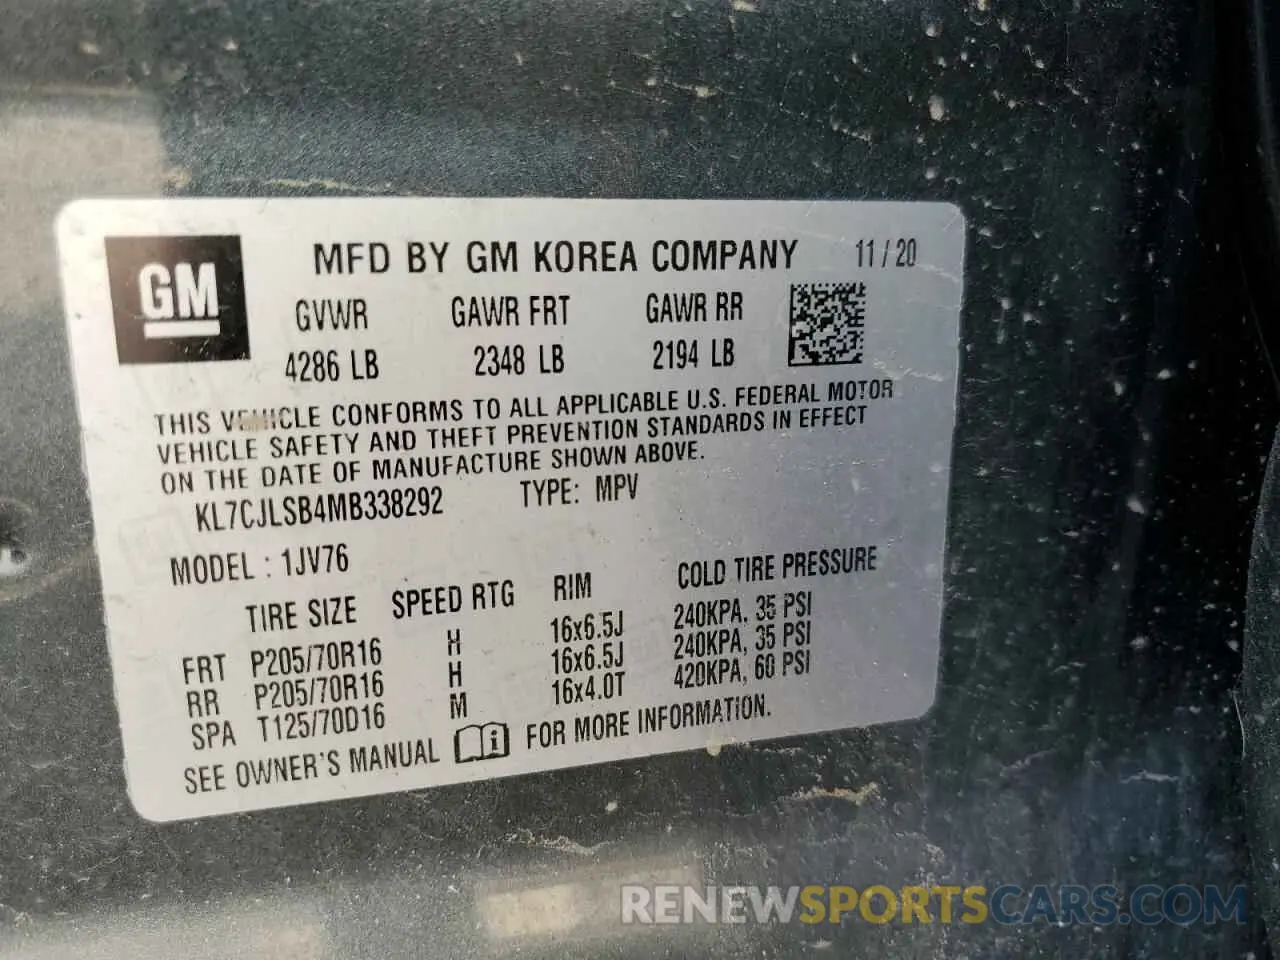 GM
MFD BY GM KOREA COMPANY 11 / 20
GVWR GAWR FRT GAWR RR
4286 LB 2348 LB 2194 LB
THIS VEHICLE CONFORMS TO ALL APPLICABLE U.S. FEDERAL MOTOR
VEHICLE SAFETY AND THEFT PREVENTION STANDARDS IN EFFECT
ON THE DATE OF MANUFACTURE SHOWN ABOVE.
KL7CJLSB4MB338292 TYPE: MPV
MODEL : 1JV76
TIRE SIZE SPEED RTG RIM COLD TIRE PRESSURE
FRT P205/70R16 H 16x6.5J 240KPA, 35 PSI
RR P205/70R16 H 16x6.5J 240KPA, 35 PSI
SPA T125/70D16 M 16x4.0T 420KPA, 60 PSI
SEE OWNER'S MANUAL i FOR MORE INFORMATION.
RENEWSPORTSCARS.COM